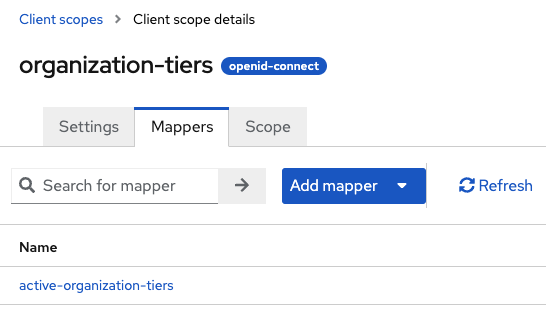 Client scopes > Client scope details
organization-tiers openid-connect
Settings Mappers Scope
Search for mapper Add mapper Refresh
Name
active-organization-tiers